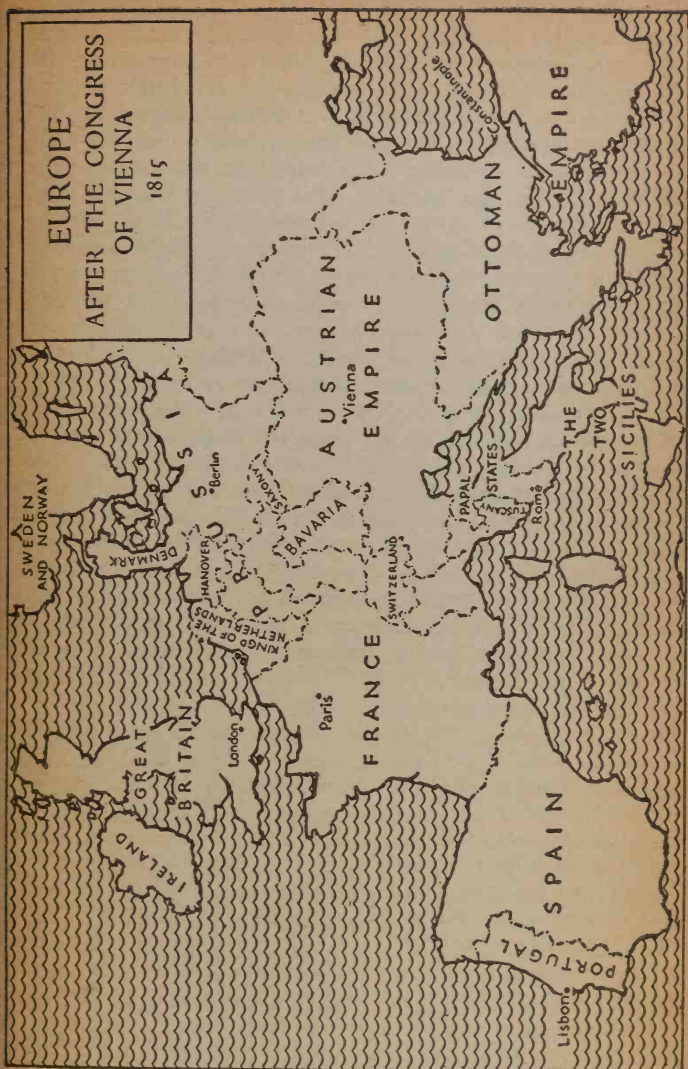 EUROPE
AFTER THE CONGRESS
OF VIENNA
1815
SWEDEN
AND NORWAY
DENMARK
IRELAND
GREAT
BRITAIN
London
KINGD OF THE
NETHERLANDS
HANOVER
PRUSSIA
Berlin
SAXONY
BAVARIA
Paris
FRANCE
SWITZERLAND
AUSTRIAN
Vienna
EMPIRE
SPAIN
PORTUGAL
Lisbon
PAPAL
STATES
TUSCANY
Rome
THE
TWO
SICILIES
OTTOMAN
EMPIRE
Constantinople